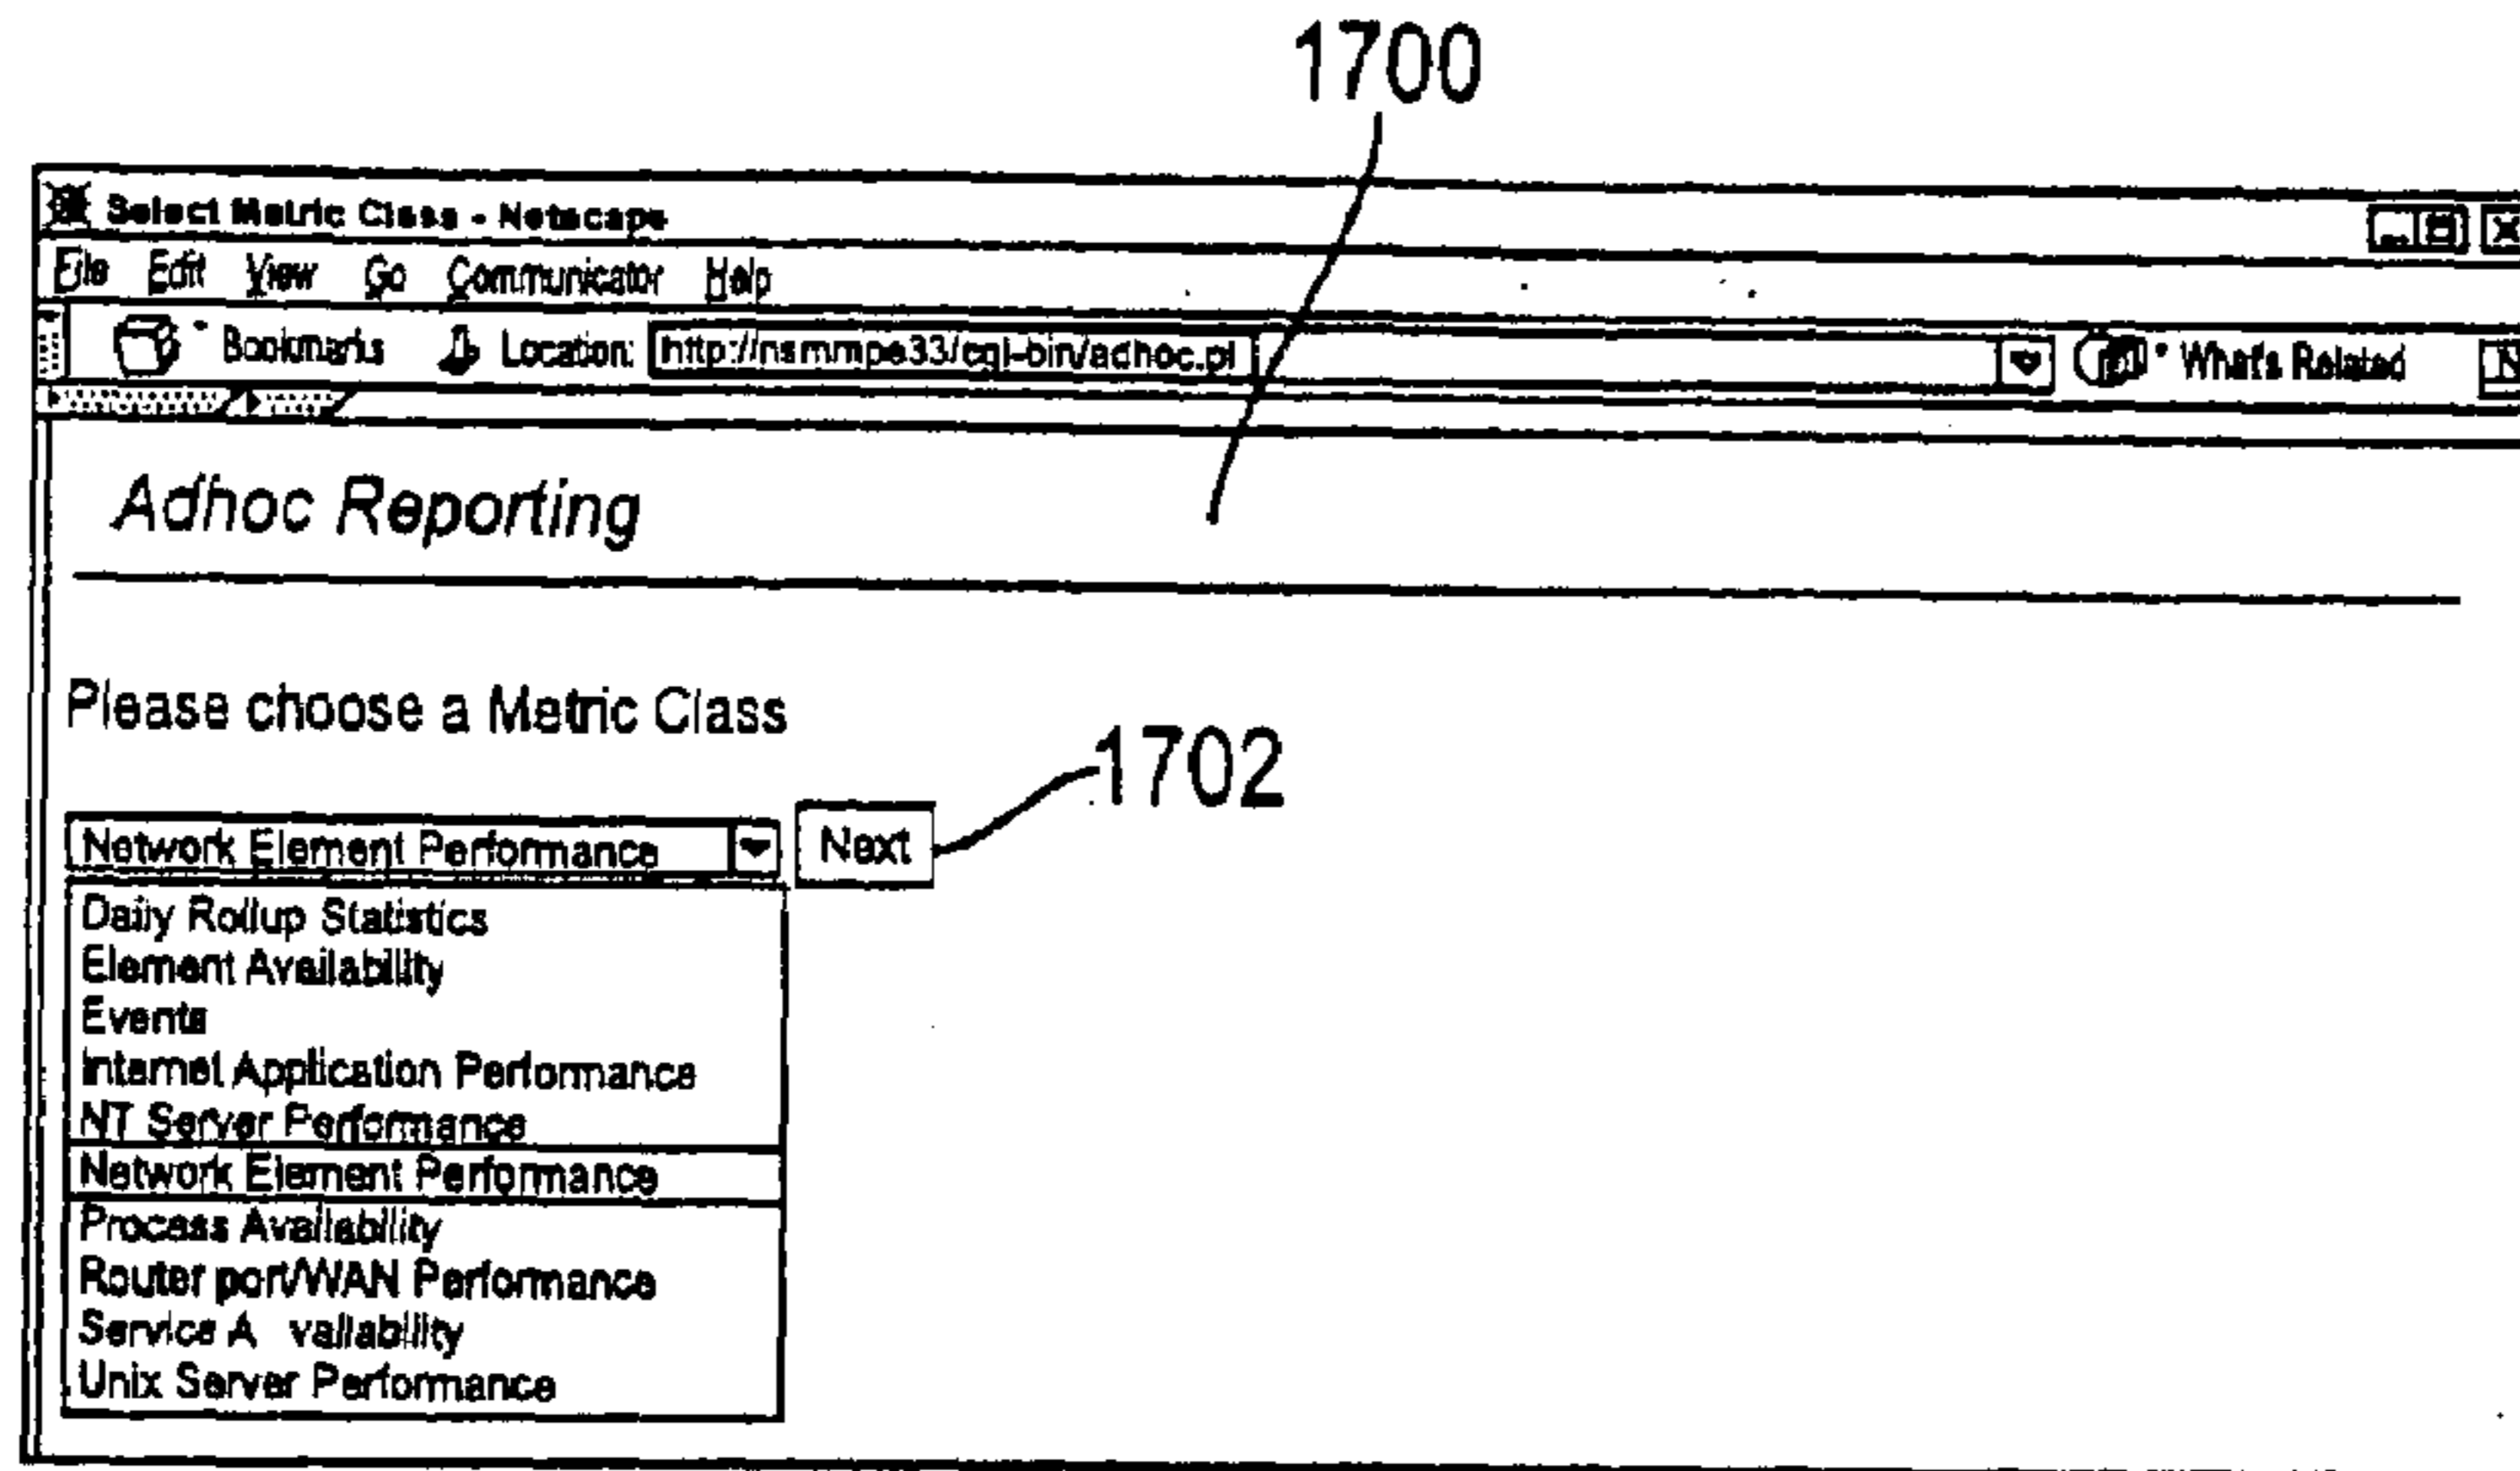 1700
Select Metric Class - Netscape
File Edit View Go Communicator Help
Bookmarks Location: http://nsmmpe33/cgi-bin/adhoc.pl What's Related
Adhoc Reporting
Please choose a Metric Class
1702
Network Element Performance Next
Daily Rollup Statistics
Element Availability
Events
Internet Application Performance
NT Server Performance
Network Element Performance
Process Availability
Router port/WAN Performance
Service A vailability
Unix Server Performance